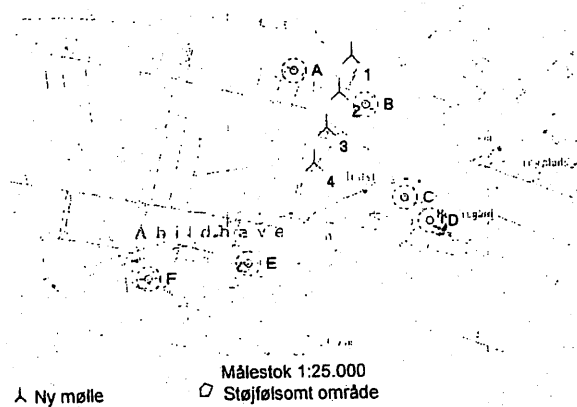 A
1
2
B
3
4
C
D
Abildhave
E
F
Målestok 1:25.000
Ny mølle
Støjfølsomt område